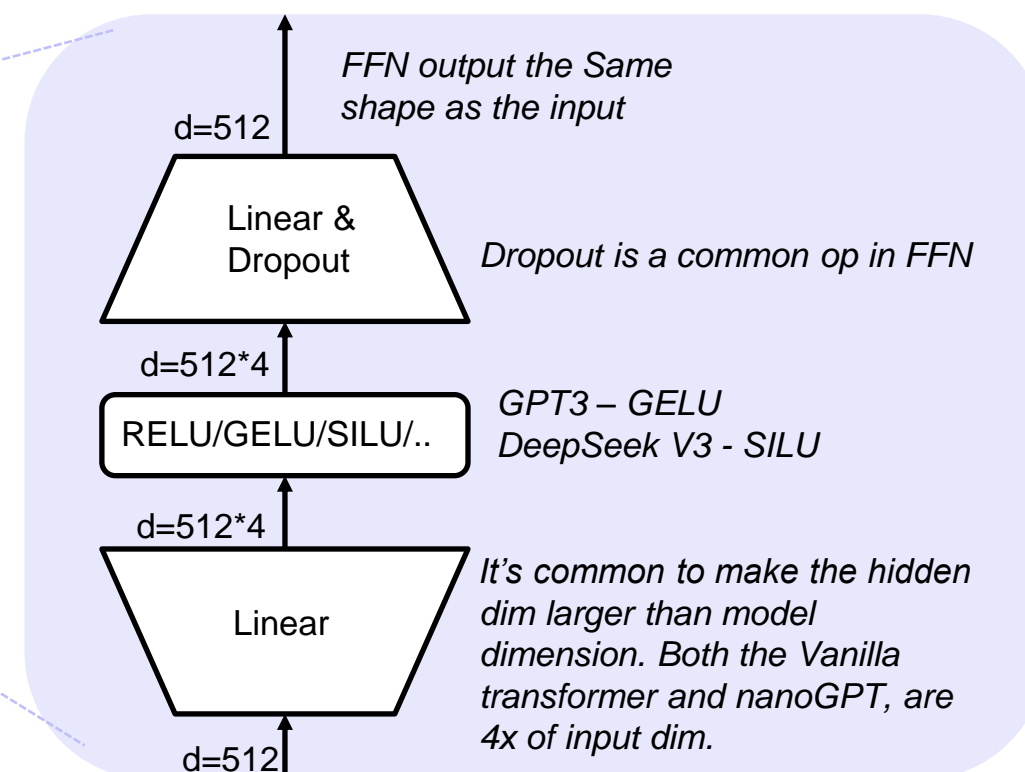 FFN output the Same
shape as the input
d=512
Linear &
Dropout
Dropout is a common op in FFN
d=512*4
RELU/GELU/SILU/..
GPT3 – GELU
DeepSeek V3 - SILU
d=512*4
Linear
It's common to make the hidden
dim larger than model
dimension. Both the Vanilla
transformer and nanoGPT, are
4x of input dim.
d=512